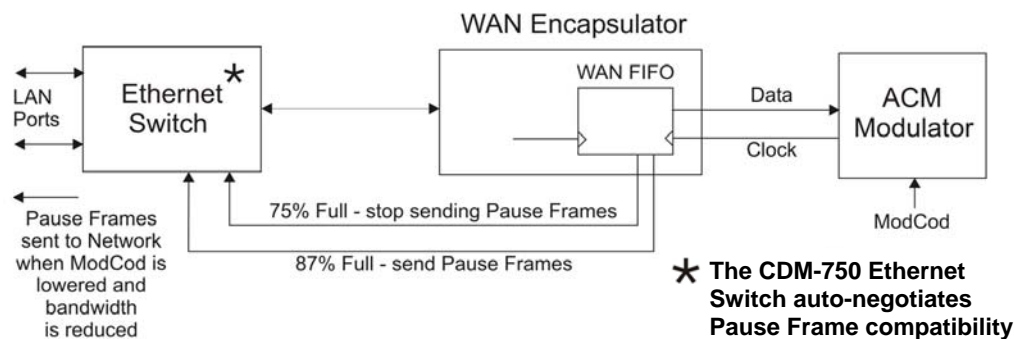 WAN Encapsulator
WAN FIFO
*
Ethernet
Switch
LAN
Ports
Data
Clock
ACM
Modulator
ModCod
75% Full - stop sending Pause Frames
87% Full - send Pause Frames
Pause Frames
sent to Network
when ModCod is
lowered and
bandwidth
is reduced
* The CDM-750 Ethernet
Switch auto-negotiates
Pause Frame compatibility